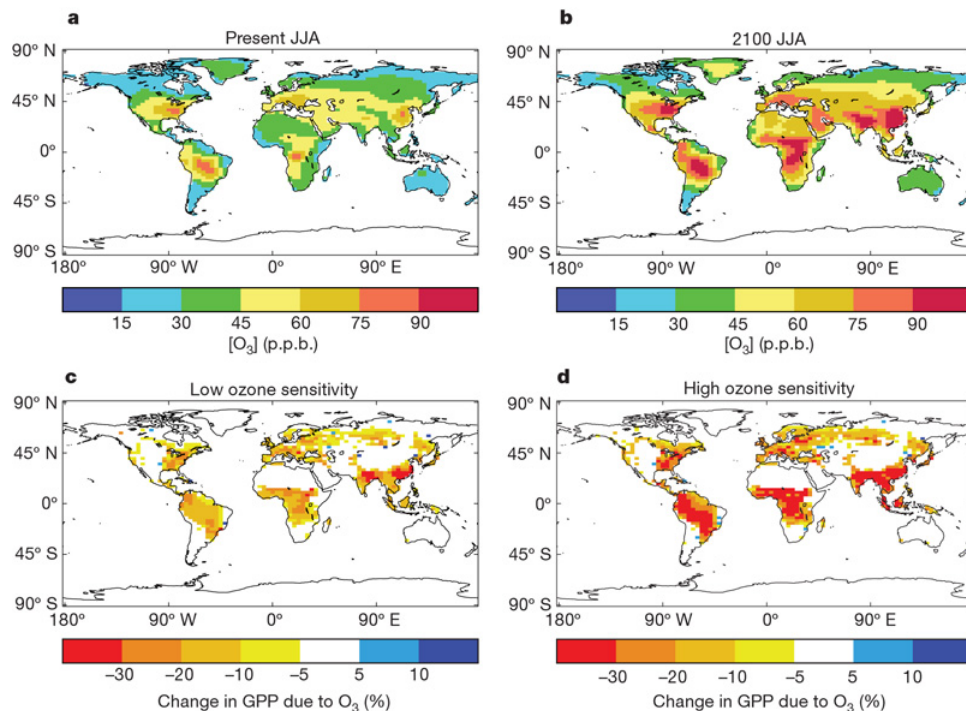 a
Present JJA
90° N
45° N
0°
45° S
90° S
180° 90° W 0° 90° E
15 30 45 60 75 90
[O₃] (p.p.b.)
b
2100 JJA
90° N
45° N
0°
45° S
90° S
180° 90° W 0° 90° E
15 30 45 60 75 90
[O₃] (p.p.b.)
c
Low ozone sensitivity
90° N
45° N
0°
45° S
90° S
180° 90° W 0° 90° E
–30 –20 –10 –5 5 10
Change in GPP due to O₃ (%)
d
High ozone sensitivity
90° N
45° N
0°
45° S
90° S
180° 90° W 0° 90° E
–30 –20 –10 –5 5 10
Change in GPP due to O₃ (%)